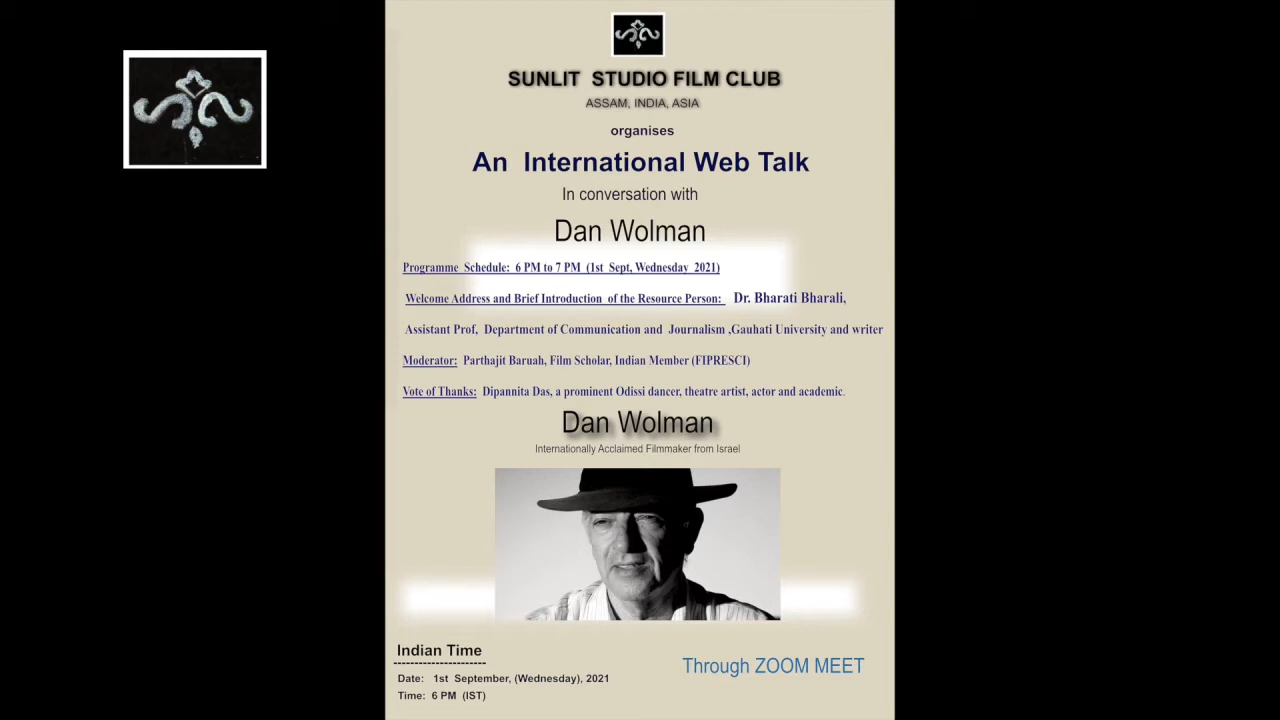 SUNLIT STUDIO FILM CLUB
ASSAM, INDIA, ASIA
organises
An International Web Talk
In conversation with
Dan Wolman
Programme Schedule: 6 PM to 7 PM (1st Sept, Wednesday 2021)
Welcome Address and Brief Introduction of the Resource Person: Dr. Bharati Bharali,
Assistant Prof, Department of Communication and Journalism ,Gauhati University and writer
Moderator: Parthajit Baruah, Film Scholar, Indian Member (FIPRESCI)
Vote of Thanks: Dipannita Das, a prominent Odissi dancer, theatre artist, actor and academic.
Dan Wolman
Internationally Acclaimed Filmmaker from Israel
Indian Time
----------------------
Date: 1st September, (Wednesday), 2021
Time: 6 PM (IST)
Through ZOOM MEET